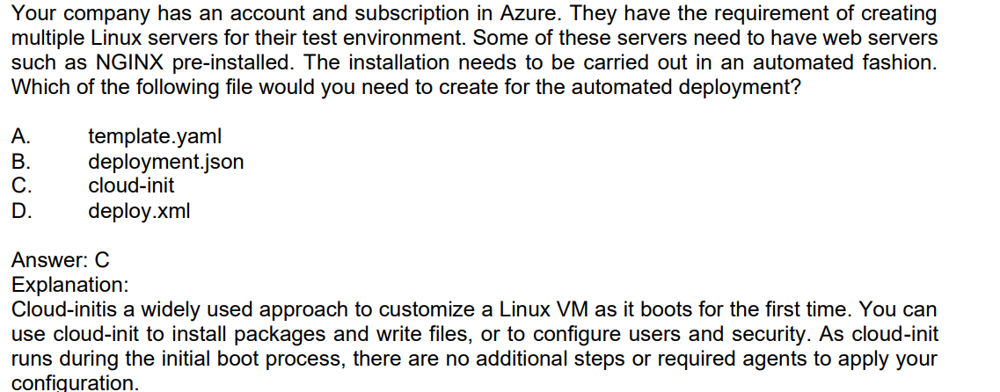 Your company has an account and subscription in Azure. They have the requirement of creating
multiple Linux servers for their test environment. Some of these servers need to have web servers
such as NGINX pre-installed. The installation needs to be carried out in an automated fashion.
Which of the following file would you need to create for the automated deployment?
A. template.yaml
B. deployment.json
C. cloud-init
D. deploy.xml
Answer: C
Explanation:
Cloud-initis a widely used approach to customize a Linux VM as it boots for the first time. You can
use cloud-init to install packages and write files, or to configure users and security. As cloud-init
runs during the initial boot process, there are no additional steps or required agents to apply your
configuration.